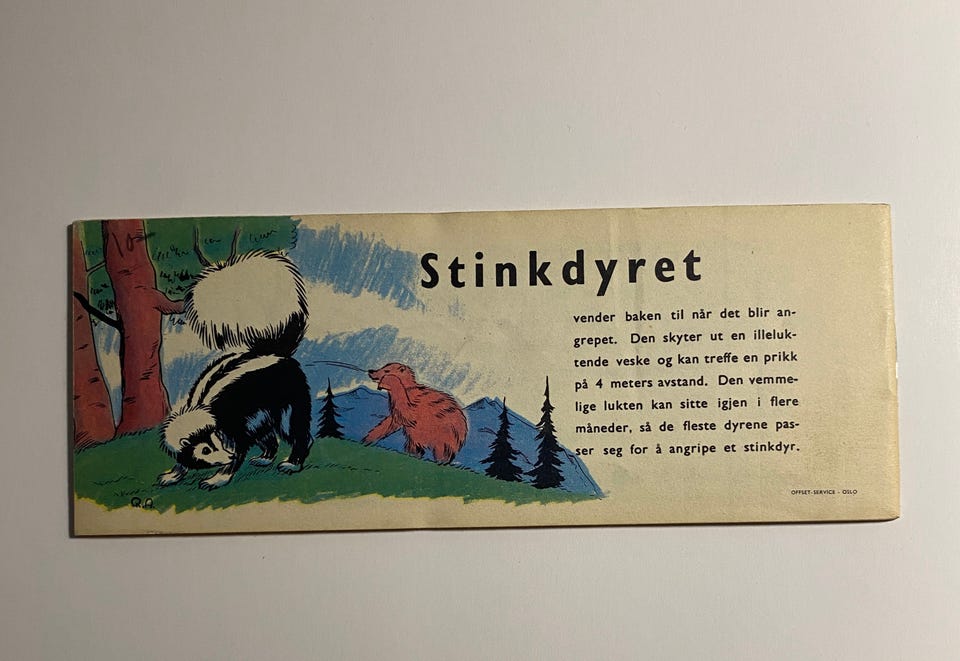 Stinkdyret
vender baken til når det blir an-
grepet. Den skyter ut en illeluk-
tende veske og kan treffe en prikk
på 4 meters avstand. Den vemme-
lige lukten kan sitte igjen i flere
måneder, så de fleste dyrene pas-
ser seg for å angripe et stinkdyr.
OFFSET-SERVICE - OSLO